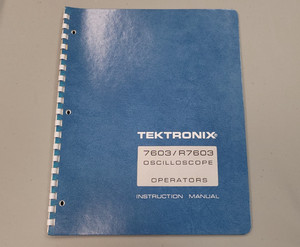 TEKTRONIX®
7603/R7603
OSCILLOSCOPE
OPERATORS
INSTRUCTION MANUAL